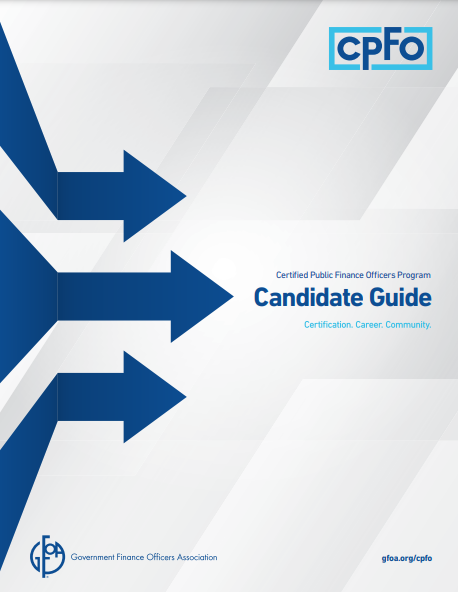 CPFO
Certified Public Finance Officers Program
Candidate Guide
Certification. Career. Community.
GFOA
Government Finance Officers Association
gfoa.org/cpfo